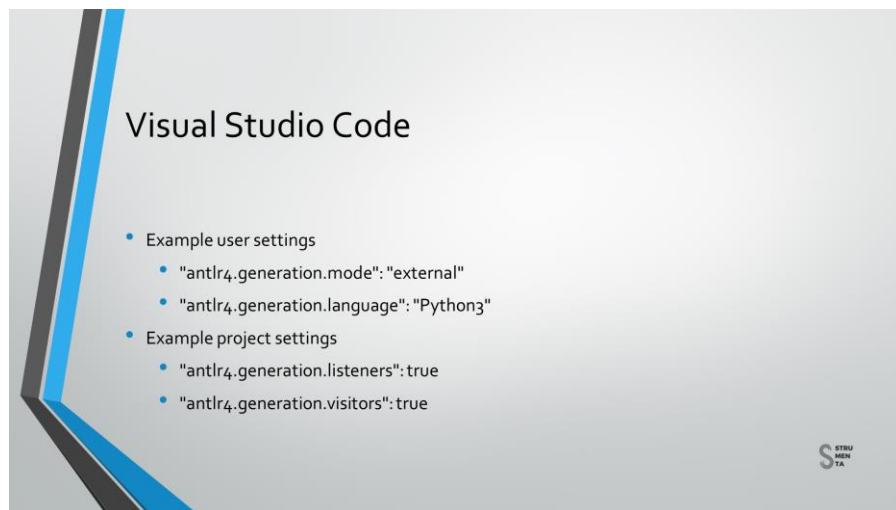 Visual Studio Code
Example user settings
"antlr4.generation.mode": "external"
"antlr4.generation.language": "Python3"
Example project settings
"antlr4.generation.listeners": true
"antlr4.generation.visitors": true
STRU
MEN
TA